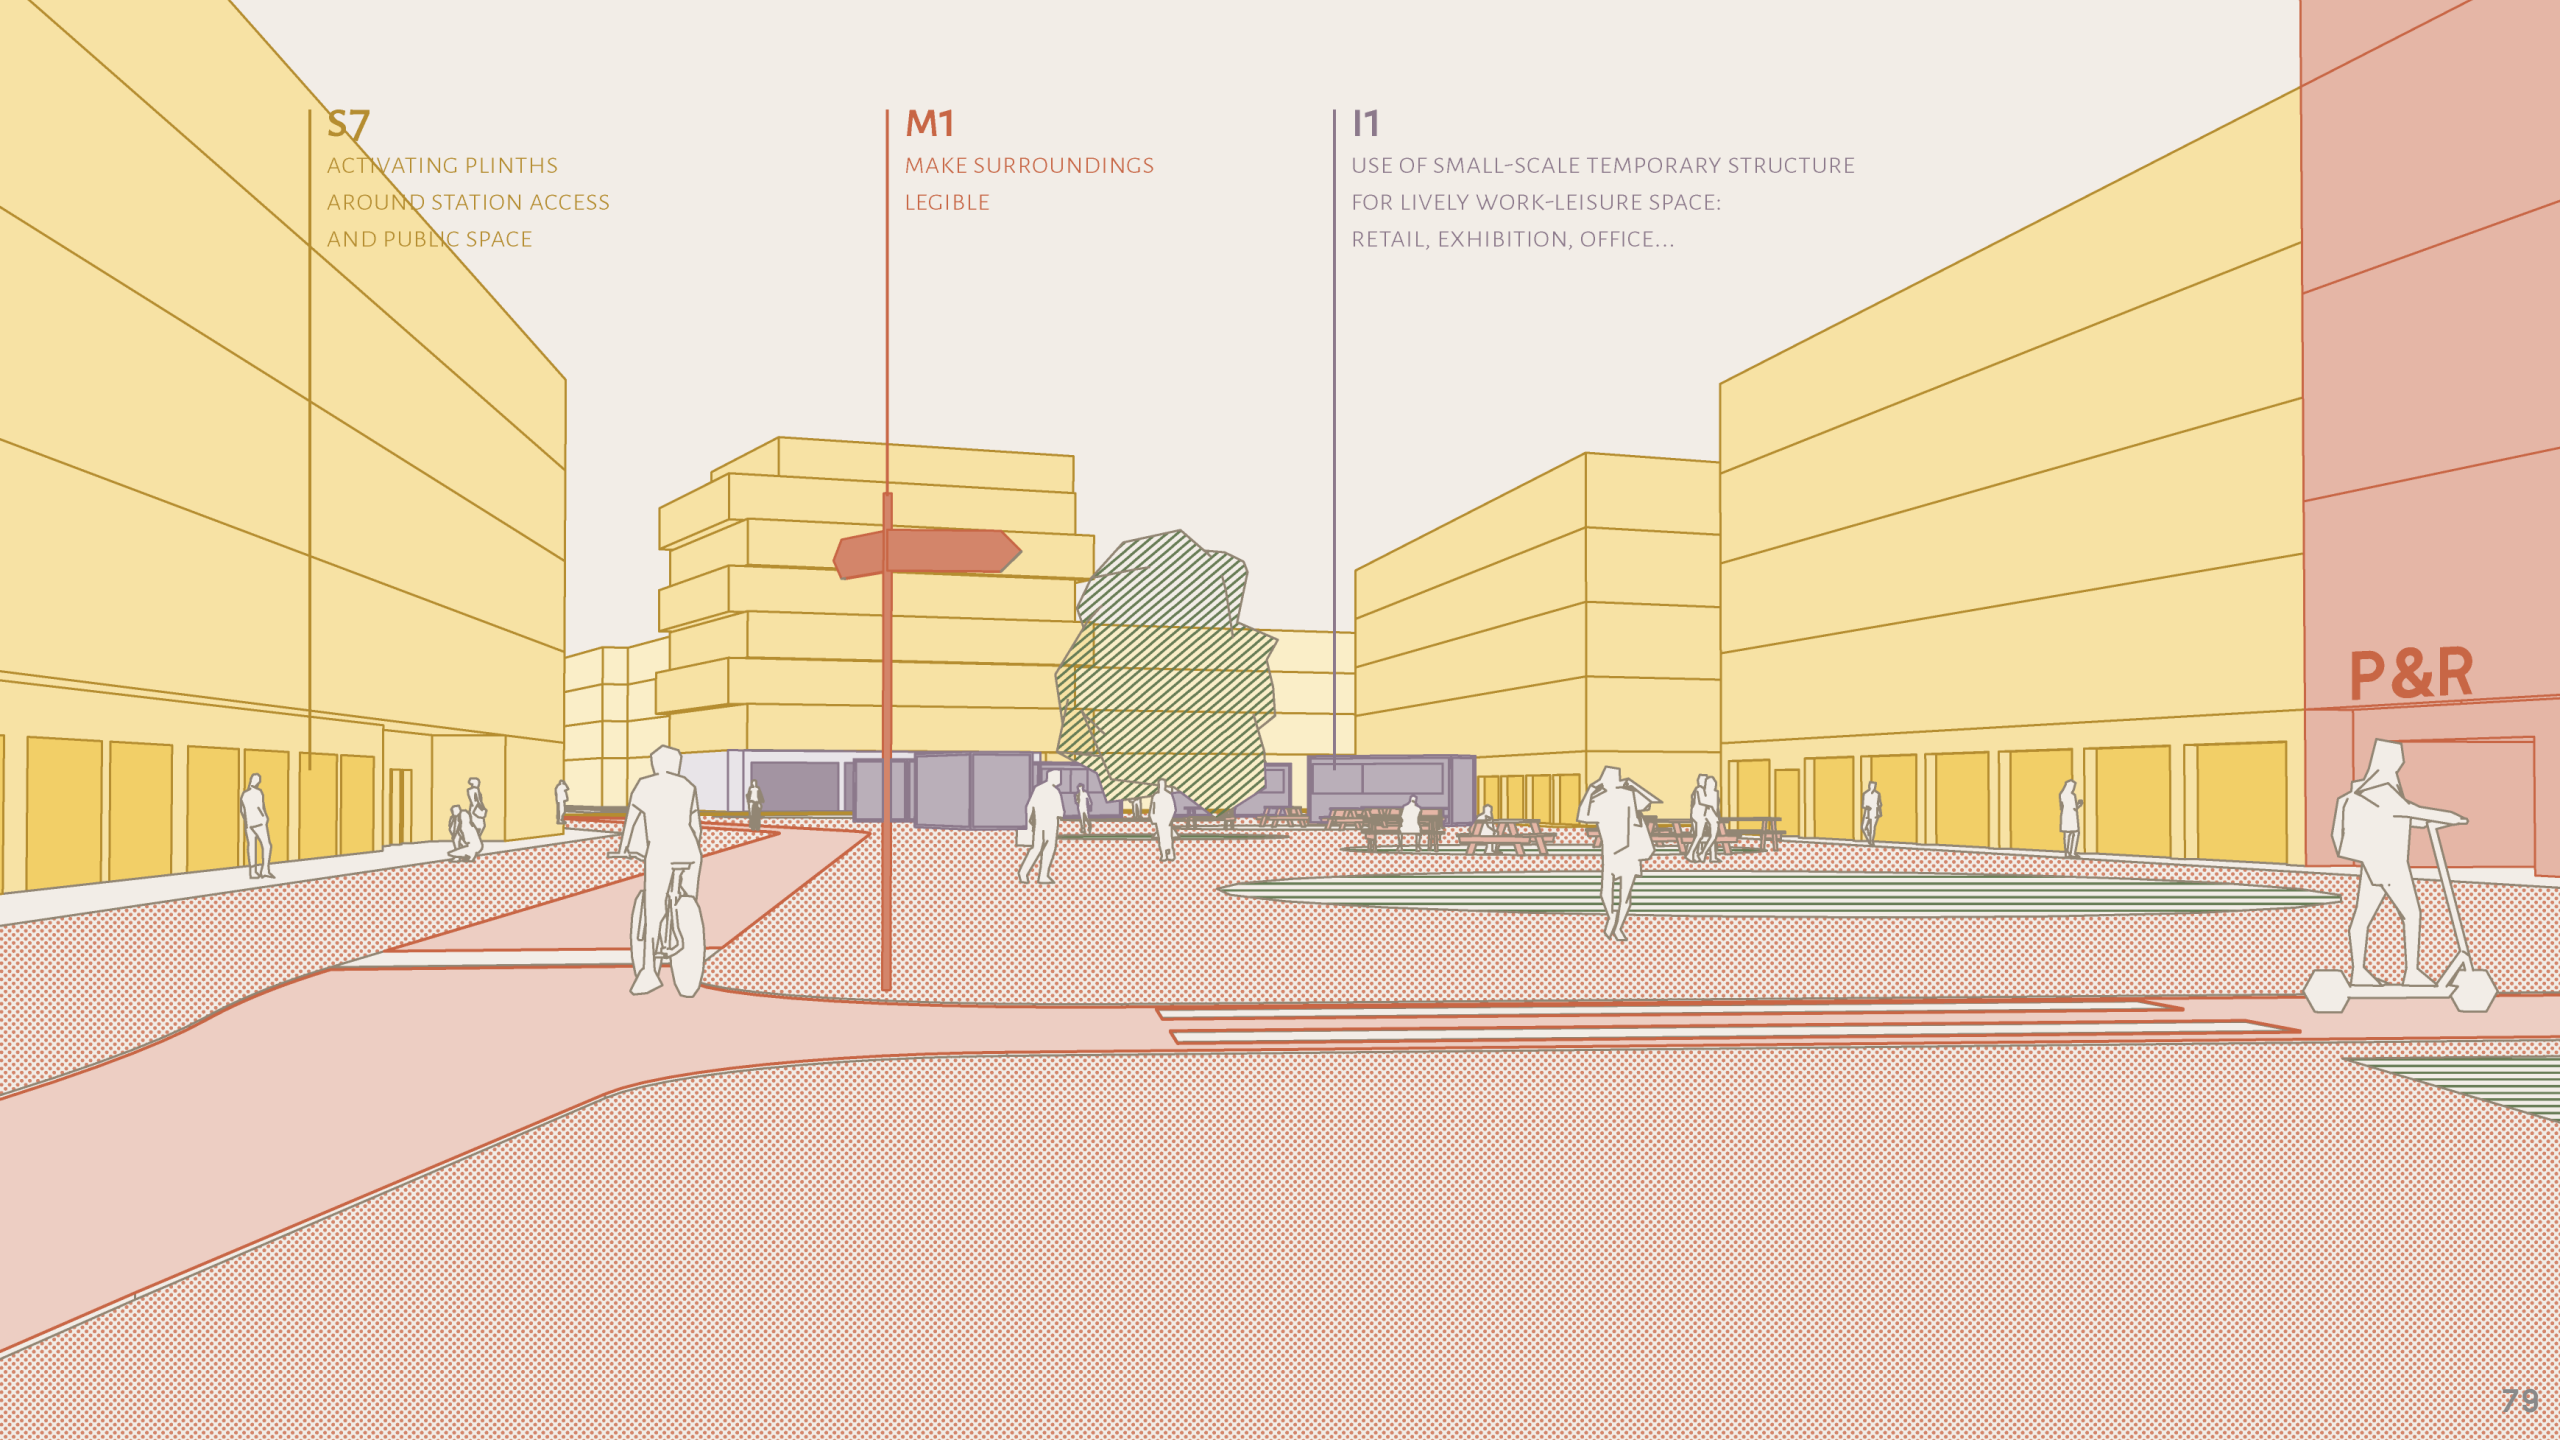 S7
ACTIVATING PLINTHS
AROUND STATION ACCESS
AND PUBLIC SPACE
M1
MAKE SURROUNDINGS
LEGIBLE
I1
USE OF SMALL-SCALE TEMPORARY STRUCTURE
FOR LIVELY WORK-LEISURE SPACE:
RETAIL, EXHIBITION, OFFICE...
P&R
79